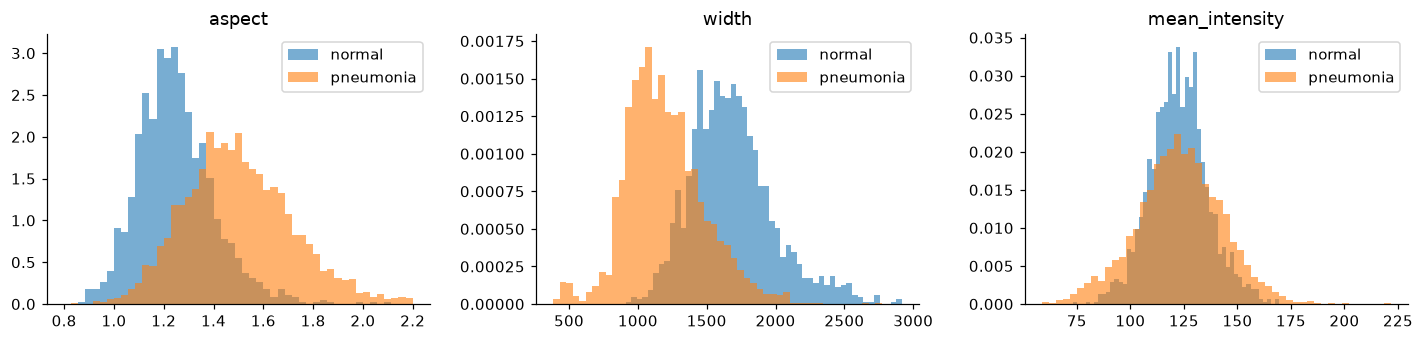 aspect
normal
pneumonia
3.0
2.5
2.0
1.5
1.0
0.5
0.0
0.8 1.0 1.2 1.4 1.6 1.8 2.0 2.2
width
normal
pneumonia
0.00175
0.00150
0.00125
0.00100
0.00075
0.00050
0.00025
0.00000
500 1000 1500 2000 2500 3000
mean_intensity
normal
pneumonia
0.035
0.030
0.025
0.020
0.015
0.010
0.005
0.000
75 100 125 150 175 200 225